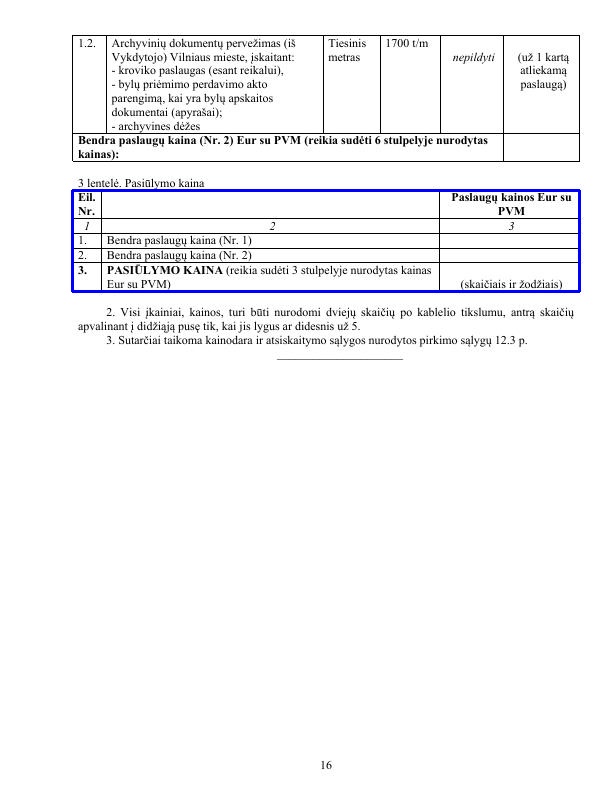 1.2. Archyvinių dokumentų pervežimas (iš Tiesinis 1700 t/m
Vykdytojo) Vilniaus mieste, įskaitant: metras nepildyti (už 1 kartą
- kroviko paslaugas (esant reikalui), atliekamą
- bylų priėmimo perdavimo akto paslaugą)
parengimą, kai yra bylų apskaitos
dokumentai (apyrašai);
- archyvines dėžes
Bendra paslaugų kaina (Nr. 2) Eur su PVM (reikia sudėti 6 stulpelyje nurodytas
kainas):
3 lentelė. Pasiūlymo kaina
Eil. Paslaugų kainos Eur su
Nr. PVM
1 2 3
1. Bendra paslaugų kaina (Nr. 1)
2. Bendra paslaugų kaina (Nr. 2)
3. PASIŪLYMO KAINA (reikia sudėti 3 stulpelyje nurodytas kainas
Eur su PVM) (skaičiais ir žodžiais)
2. Visi įkainiai, kainos, turi būti nurodomi dviejų skaičių po kablelio tikslumu, antrą skaičių
apvalinant į didžiąją pusę tik, kai jis lygus ar didesnis už 5.
3. Sutarčiai taikoma kainodara ir atsiskaitymo sąlygos nurodytos pirkimo sąlygų 12.3 p.
16